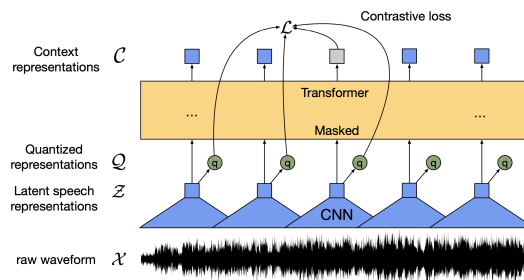 Contrastive loss
ℒ
Context
representations
𝒞
Transformer
...
...
Masked
Quantized
representations
𝒬
q
q
q
q
q
Latent speech
representations
𝒵
CNN
raw waveform
𝒳